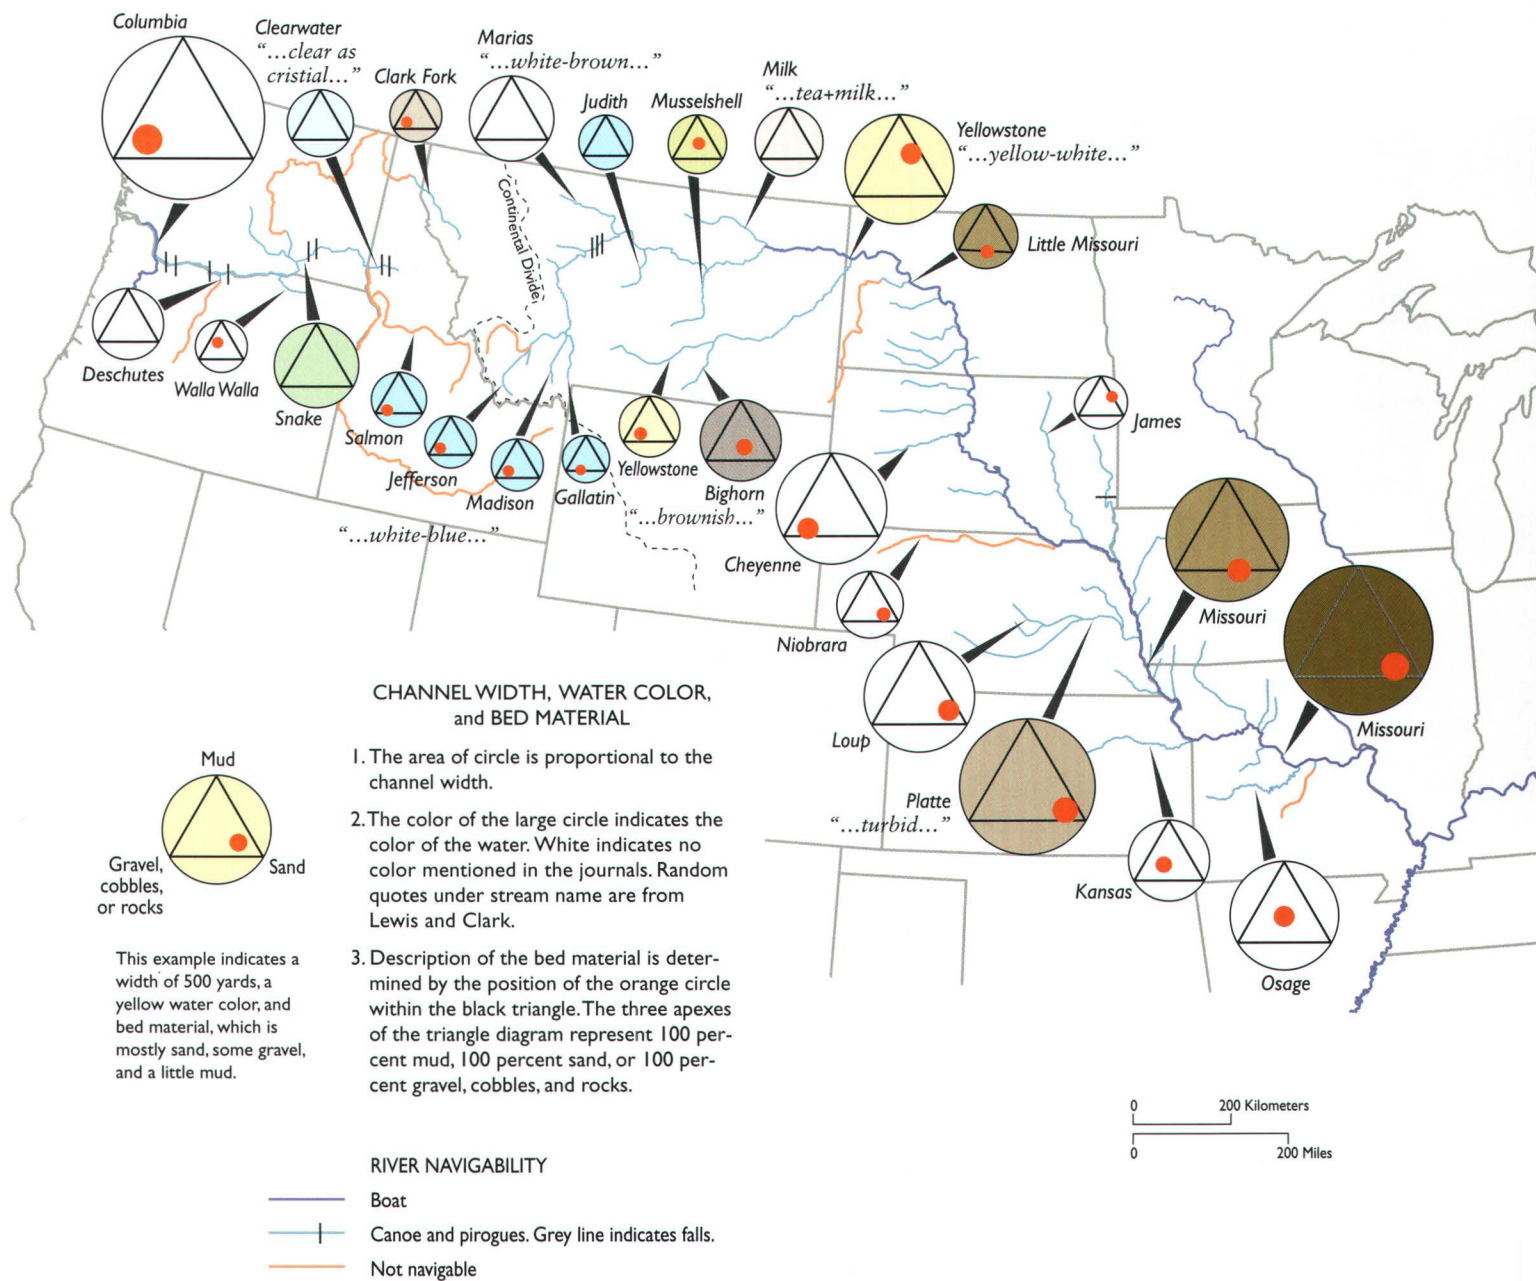 Columbia
Clearwater
“...clear as
cristial...”
Clark Fork
Marias
“...white-brown...”
Judith
Musselshell
Milk
“...tea+milk...”
Yellowstone
“...yellow-white...”
Little Missouri
Continental Divide
Deschutes
Walla Walla
Snake
Salmon
Jefferson
Madison
Gallatin
“...white-blue...”
Yellowstone
Bighorn
“...brownish...”
Cheyenne
James
Niobrara
Missouri
Missouri
Loup
Platte
“...turbid...”
Kansas
Osage
CHANNEL WIDTH, WATER COLOR,
and BED MATERIAL
1. The area of circle is proportional to the
channel width.
2. The color of the large circle indicates the
color of the water. White indicates no
color mentioned in the journals. Random
quotes under stream name are from
Lewis and Clark.
3. Description of the bed material is deter-
mined by the position of the orange circle
within the black triangle. The three apexes
of the triangle diagram represent 100 per-
cent mud, 100 percent sand, or 100 per-
cent gravel, cobbles, and rocks.
Mud
Gravel,
cobbles,
or rocks
Sand
This example indicates a
width of 500 yards, a
yellow water color, and
bed material, which is
mostly sand, some gravel,
and a little mud.
0 200 Kilometers
0 200 Miles
RIVER NAVIGABILITY
Boat
Canoe and pirogues. Grey line indicates falls.
Not navigable